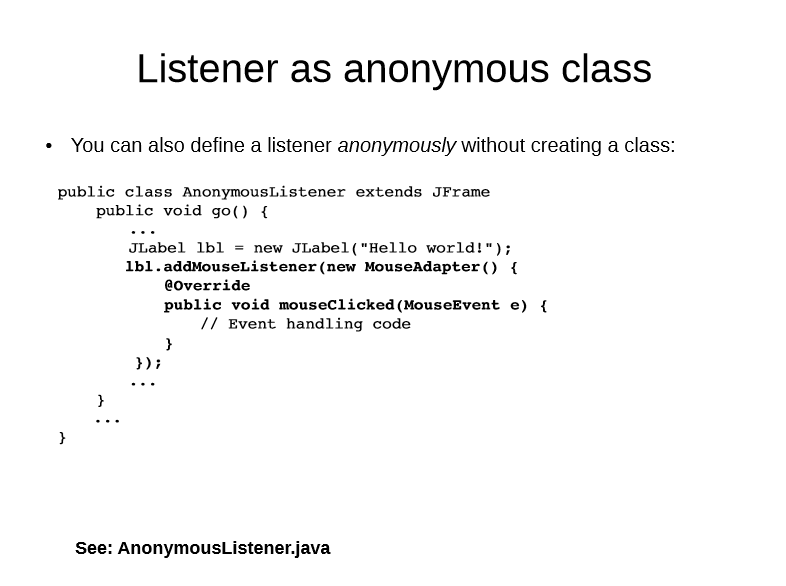 Listener as anonymous class
• You can also define a listener anonymously without creating a class:
public class AnonymousListener extends JFrame
    public void go() {
        ...
        JLabel lbl = new JLabel("Hello world!");
        lbl.addMouseListener(new MouseAdapter() {
            @Override
            public void mouseClicked(MouseEvent e) {
                // Event handling code
            }
        });
        ...
    }
    ...
}
See: AnonymousListener.java